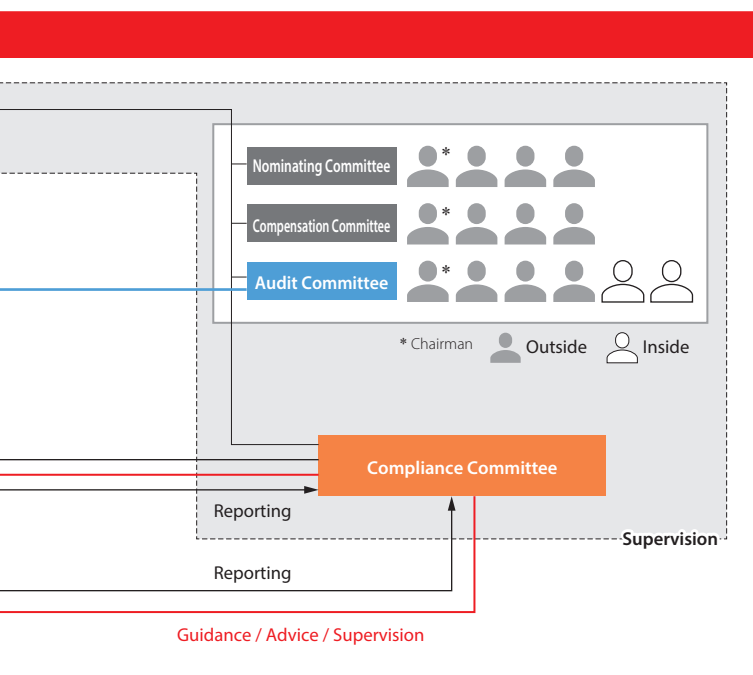 Nominating Committee
*
Compensation Committee
*
Audit Committee
*
* Chairman
Outside
Inside
Compliance Committee
Reporting
Supervision
Reporting
Guidance / Advice / Supervision